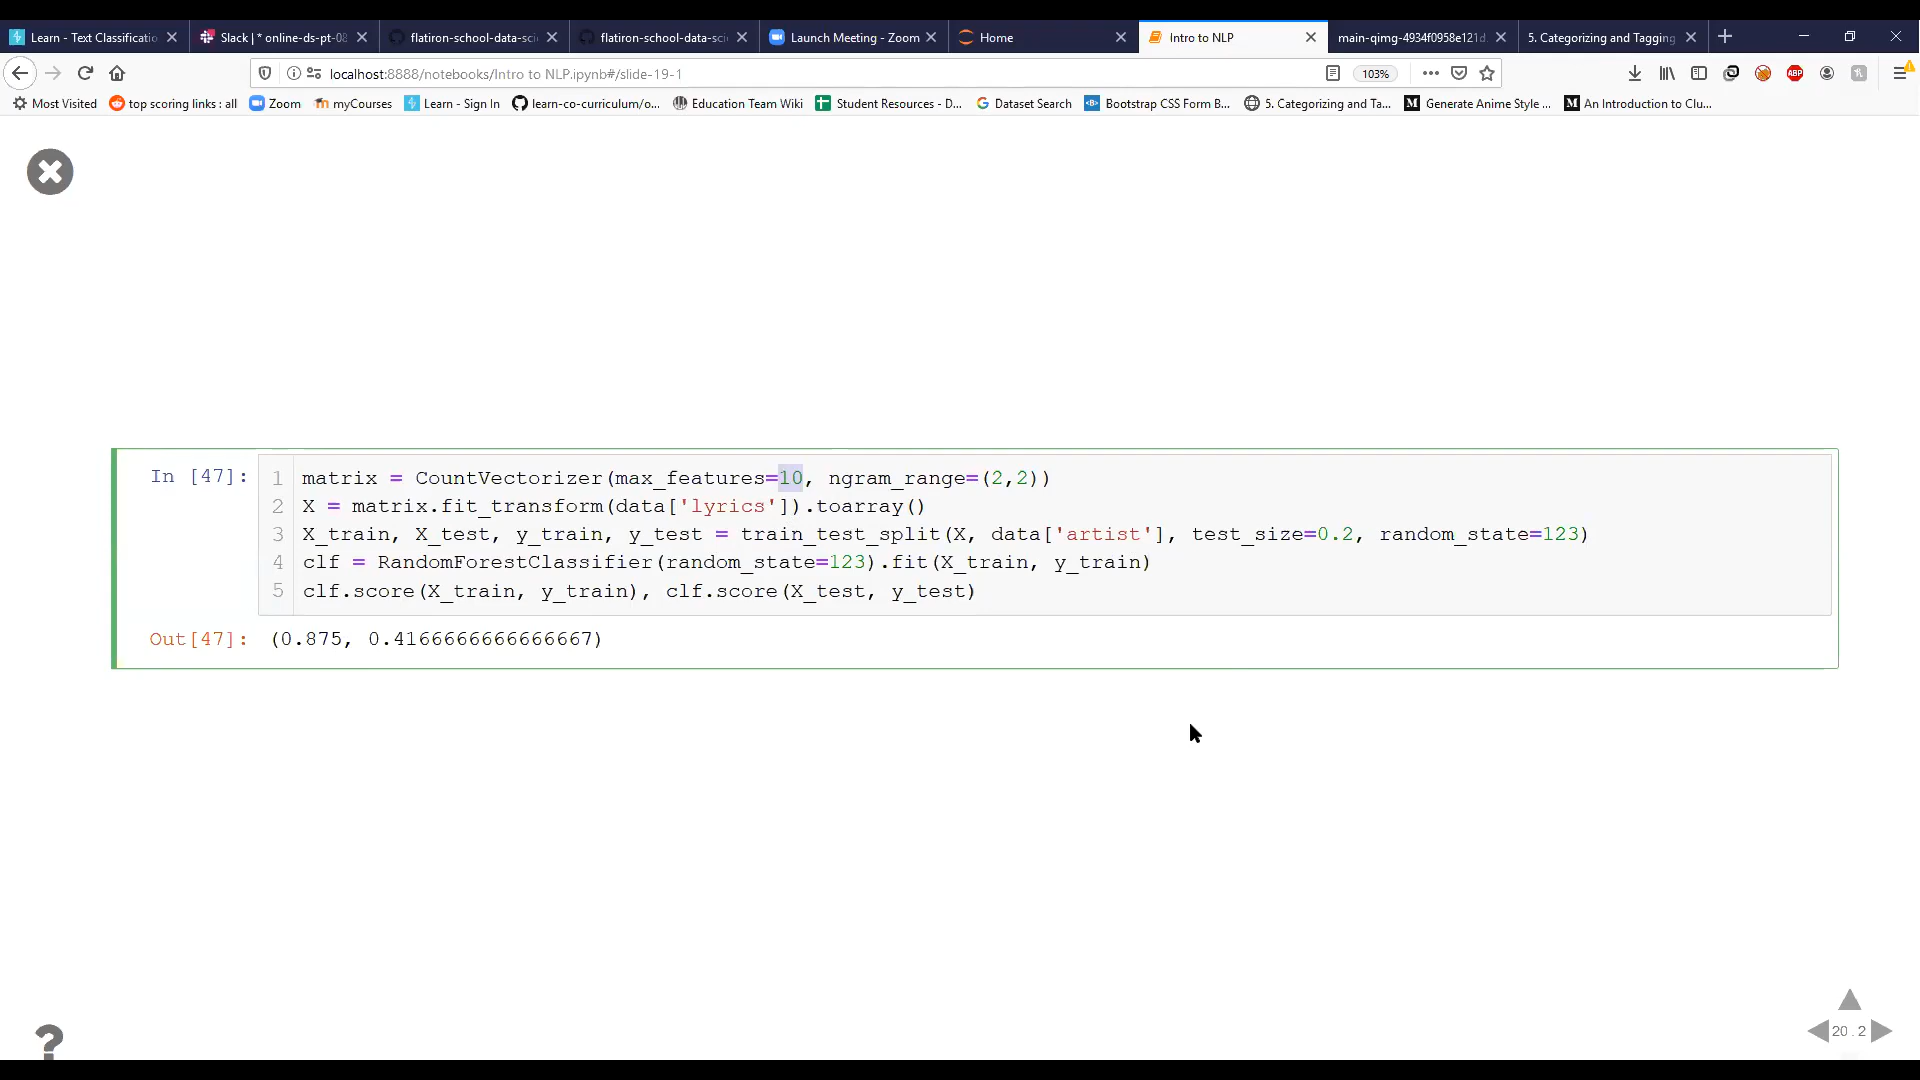 Learn - Text Classificatio
Slack | * online-ds-pt-08
flatiron-school-data-sci
flatiron-school-data-sci
Launch Meeting - Zoom
Home
Intro to NLP
main-qimg-4934f0958e121d
5. Categorizing and Tagging
localhost:8888/notebooks/Intro to NLP.ipynb#/slide-19-1
103%
ABP
Most Visited
top scoring links : all
Zoom
myCourses
Learn - Sign In
learn-co-curriculum/o...
Education Team Wiki
Student Resources - D...
Dataset Search
Bootstrap CSS Form B...
5. Categorizing and Ta...
Generate Anime Style ...
An Introduction to Clu...
In [47]:
1 matrix = CountVectorizer(max_features=10, ngram_range=(2,2))
2 X = matrix.fit_transform(data['lyrics']).toarray()
3 X_train, X_test, y_train, y_test = train_test_split(X, data['artist'], test_size=0.2, random_state=123)
4 clf = RandomForestClassifier(random_state=123).fit(X_train, y_train)
5 clf.score(X_train, y_train), clf.score(X_test, y_test)
Out[47]: (0.875, 0.4166666666666667)
?
20 . 2